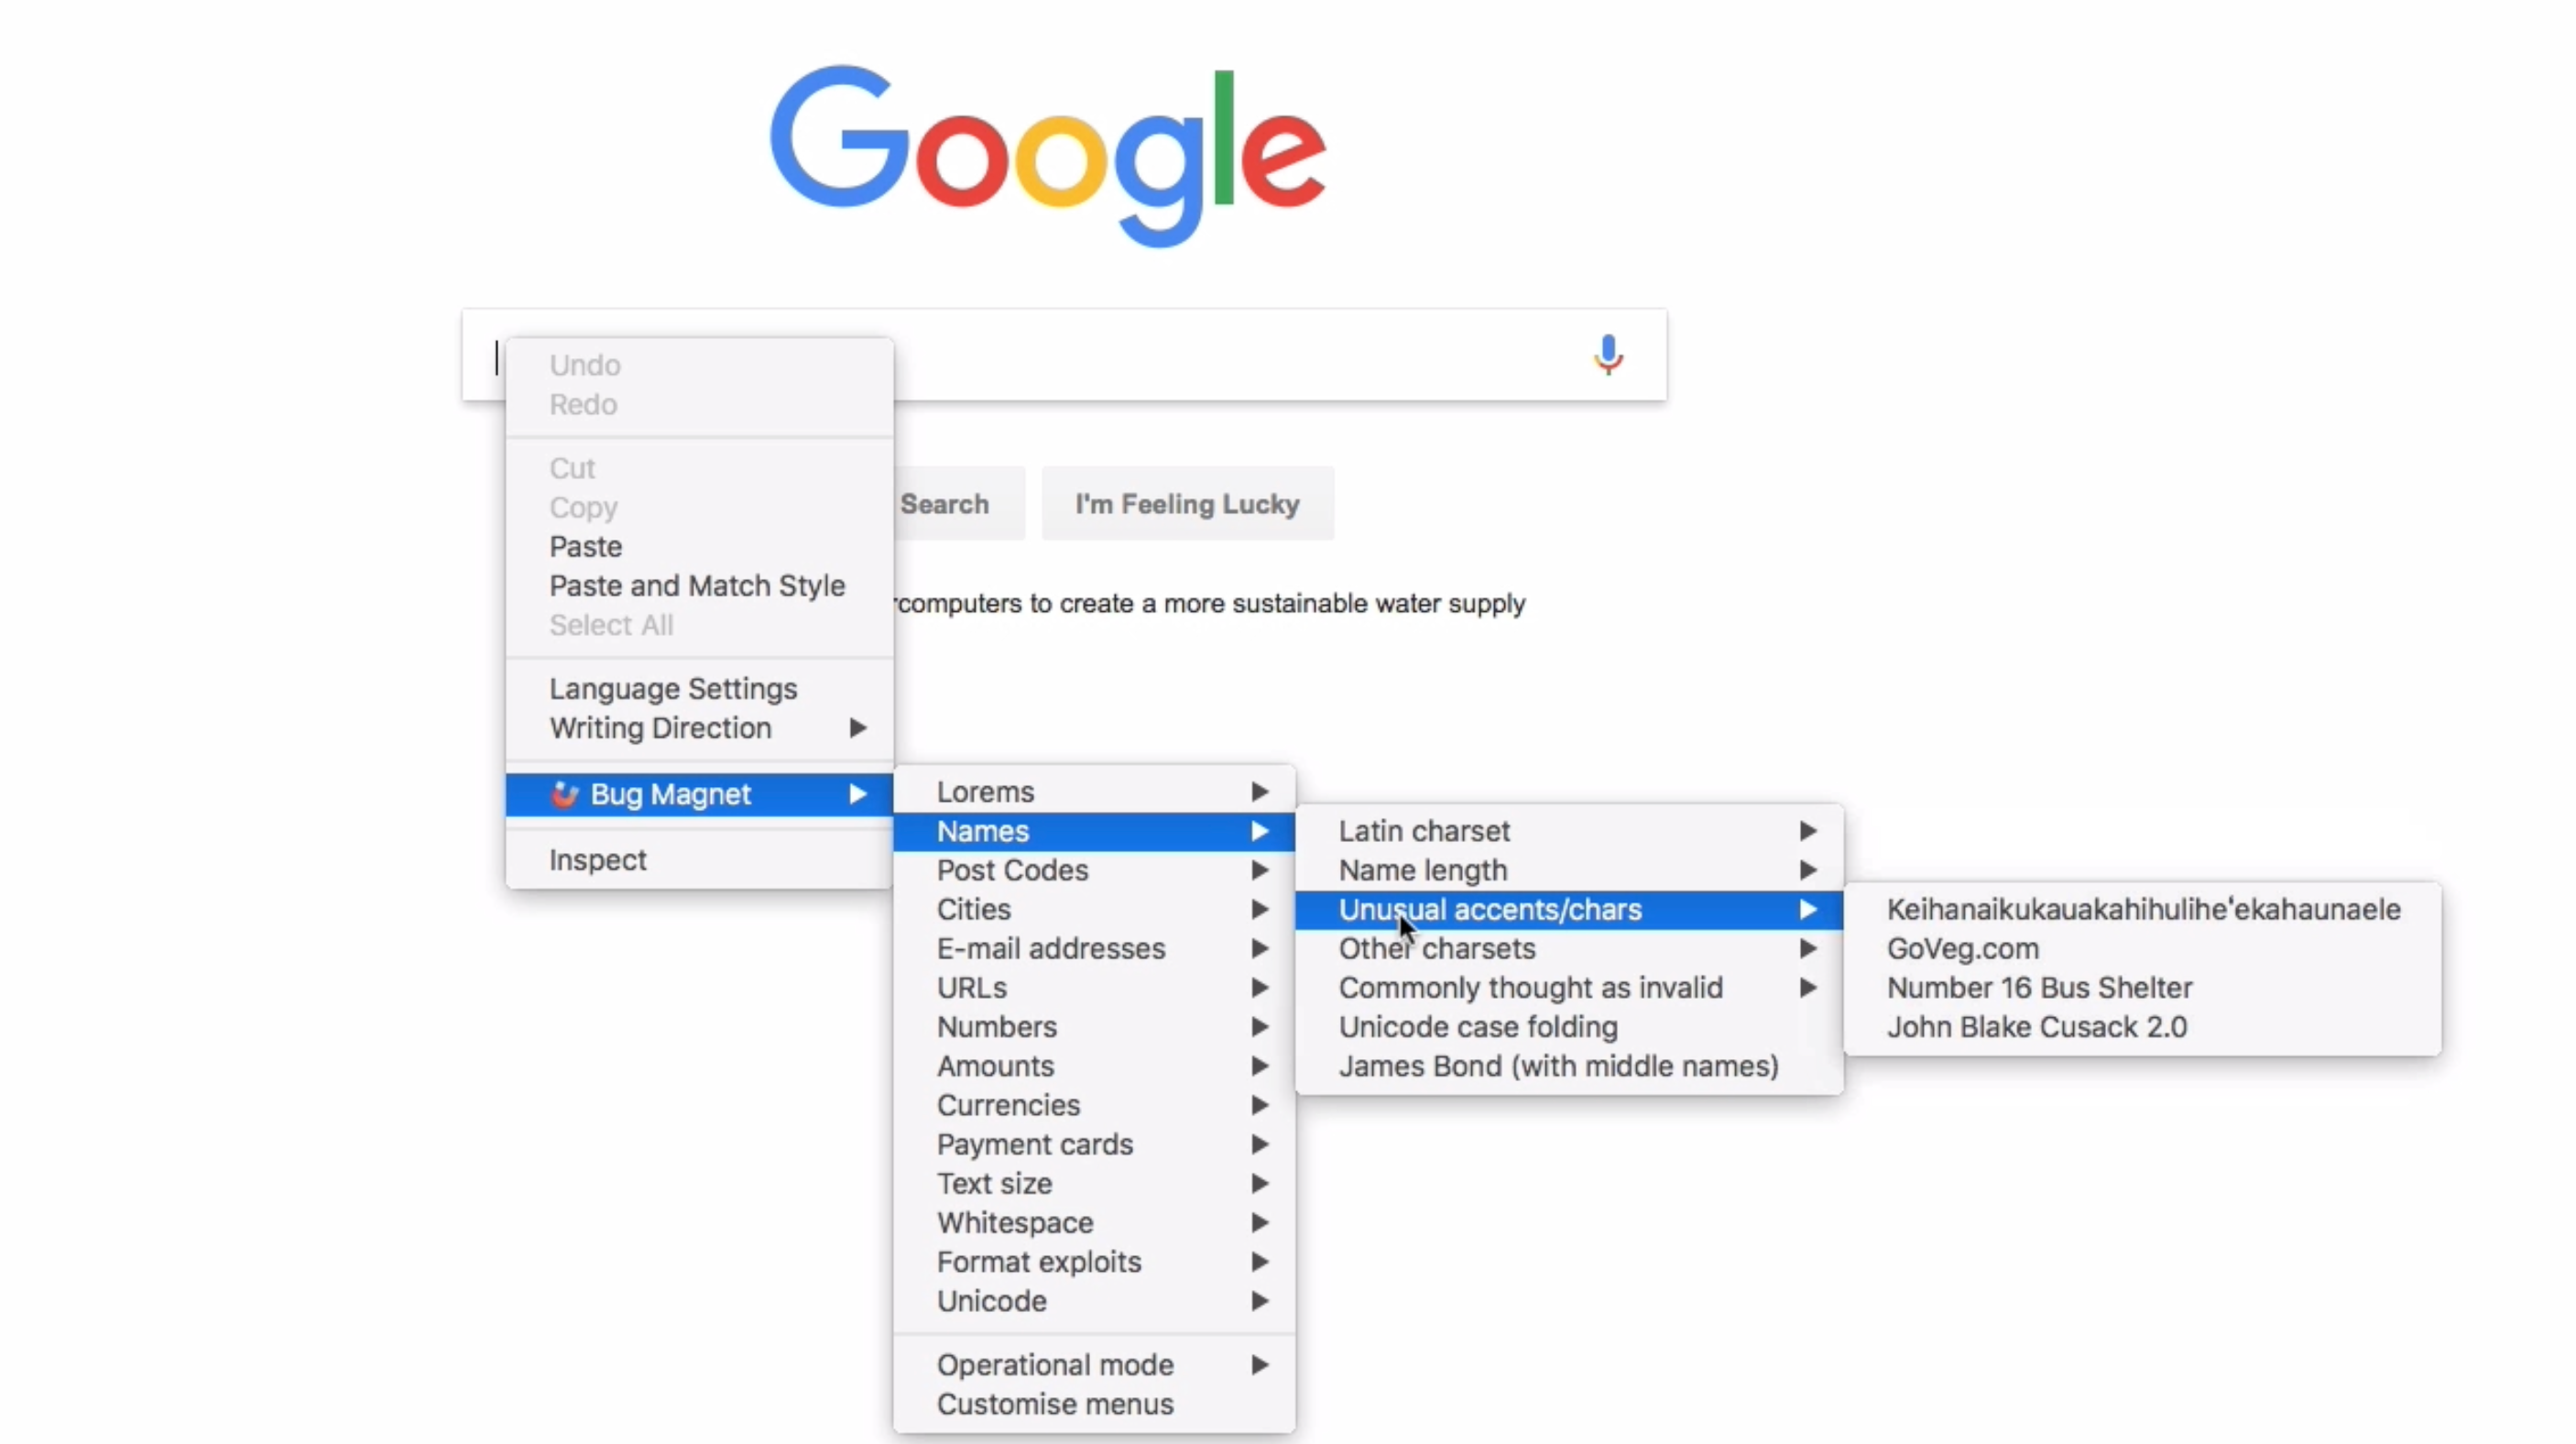 Google
Undo
Redo
Cut
Copy
Paste
Paste and Match Style
Select All
Language Settings
Writing Direction
Bug Magnet
Inspect
Search
I'm Feeling Lucky
computers to create a more sustainable water supply
Lorems
Names
Post Codes
Cities
E-mail addresses
URLs
Numbers
Amounts
Currencies
Payment cards
Text size
Whitespace
Format exploits
Unicode
Operational mode
Customise menus
Latin charset
Name length
Unusual accents/chars
Other charsets
Commonly thought as invalid
Unicode case folding
James Bond (with middle names)
Keihanaikukauakahihuliheʻekahaunaele
GoVeg.com
Number 16 Bus Shelter
John Blake Cusack 2.0